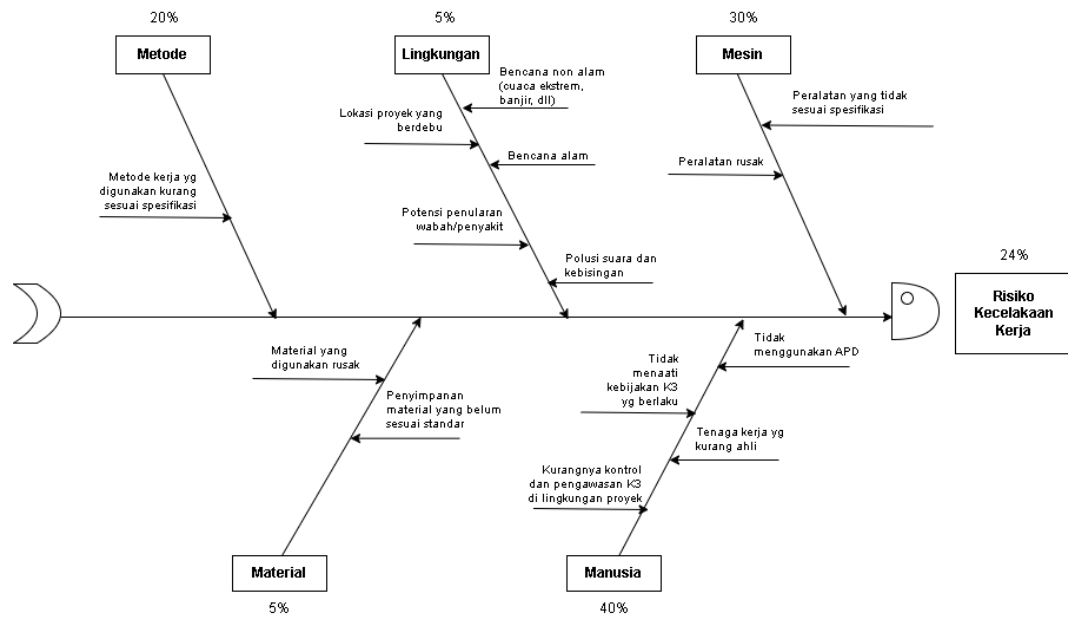 20%
Metode
5%
Lingkungan
30%
Mesin
Bencana non alam
(cuaca ekstrem,
banjir, dll)
Lokasi proyek yang
berdebu
Bencana alam
Potensi penularan
wabah/penyakit
Polusi suara dan
kebisingan
Peralatan yang tidak
sesuai spesifikasi
Peralatan rusak
Metode kerja yg
digunakan kurang
sesuai spesifikasi
24%
Risiko
Kecelakaan
Kerja
Material yang
digunakan rusak
Penyimpanan
material yang belum
sesuai standar
Tidak
menaati
kebijakan K3
yg berlaku
Tidak
menggunakan APD
Tenaga kerja yg
kurang ahli
Kurangnya kontrol
dan pengawasan K3
di lingkungan proyek
Material
5%
Manusia
40%